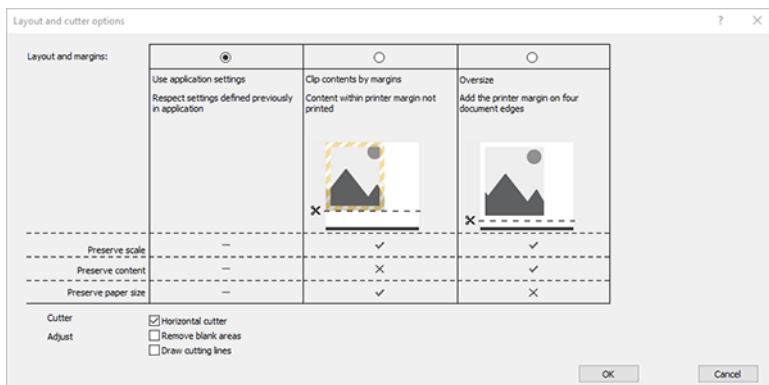 Layout and cutter options
Layout and margins:
Use application settings
Clip contents by margins
Oversize
Respect settings defined previously
in application
Content within printer margin not
printed
Add the printer margin on four
document edges
Preserve scale
Preserve content
Preserve paper size
Cutter
Horizontal cutter
Adjust
Remove blank areas
Draw cutting lines
OK
Cancel